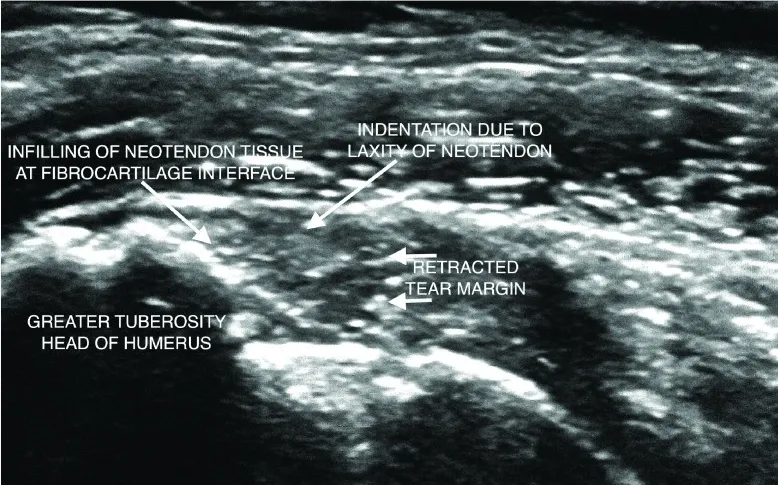 INFILLING OF NEOTENDON TISSUE
AT FIBROCARTILAGE INTERFACE
INDENTATION DUE TO
LAXITY OF NEOTENDON
RETRACTED
TEAR MARGIN
GREATER TUBEROSITY
HEAD OF HUMERUS